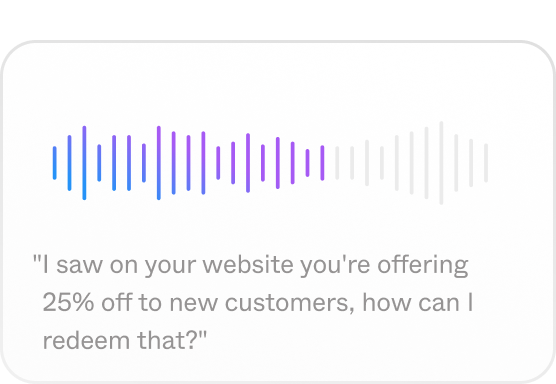 "I saw on your website you're offering
25% off to new customers, how can I
redeem that?"